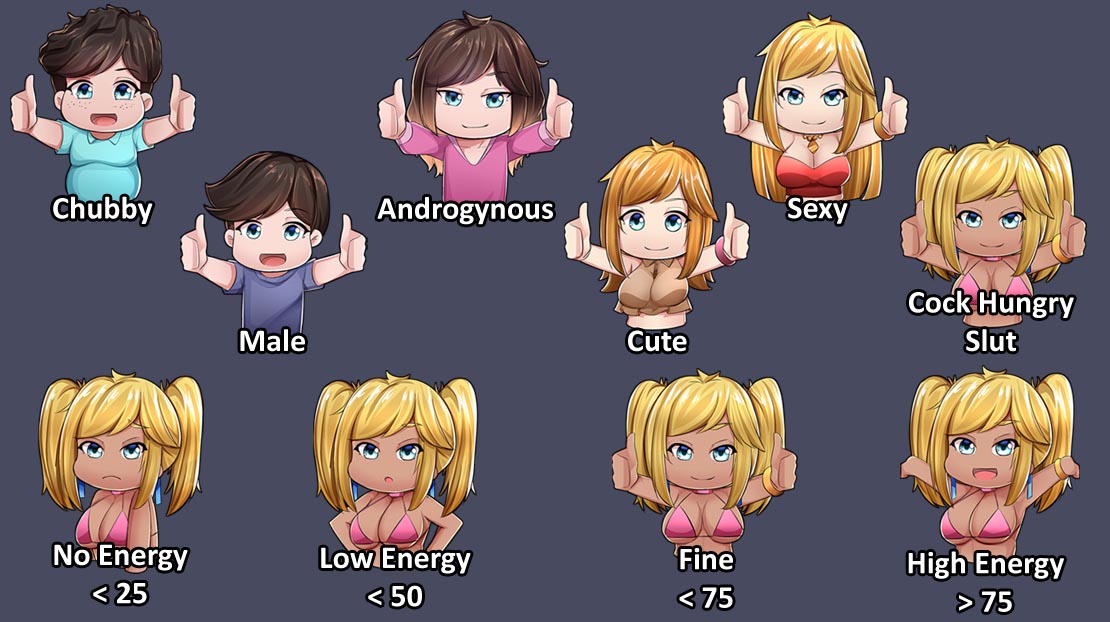 Chubby
Androgynous
Sexy
Male
Cute
Cock Hungry
Slut
No Energy
< 25
Low Energy
< 50
Fine
< 75
High Energy
> 75